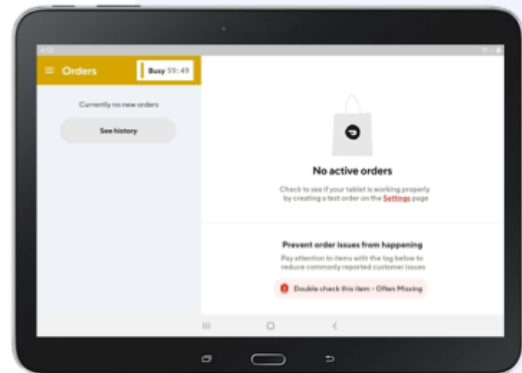 Orders
Busy 59:49
Currently no new orders
See history
No active orders
Check to see if your tablet is working properly
by creating a test order on the Settings page
Prevent order issues from happening
Pay attention to items with the tag below to
reduce commonly reported customer issues
Double check this item - Often Missing